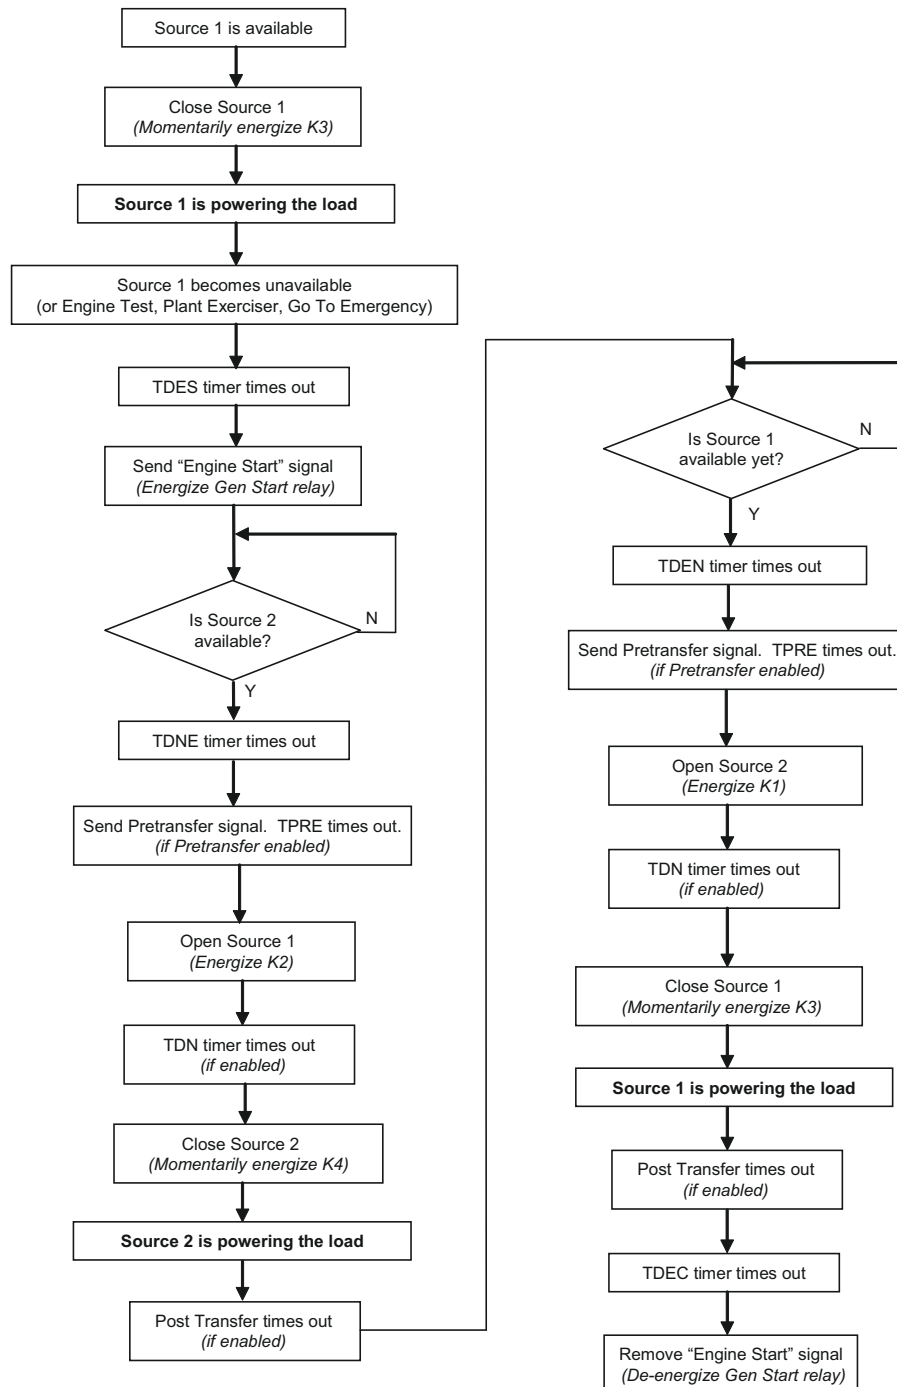 Source 1 is available
Close Source 1
(Momentarily energize K3)
Source 1 is powering the load
Source 1 becomes unavailable
(or Engine Test, Plant Exerciser, Go To Emergency)
TDES timer times out
Send “Engine Start” signal
(Energize Gen Start relay)
Is Source 2
available?
N
Y
TDNE timer times out
Send Pretransfer signal.  TPRE times out.
(if Pretransfer enabled)
Open Source 1
(Energize K2)
TDN timer times out
(if enabled)
Close Source 2
(Momentarily energize K4)
Source 2 is powering the load
Post Transfer times out
(if enabled)
Is Source 1
available yet?
N
Y
TDEN timer times out
Send Pretransfer signal.  TPRE times out.
(if Pretransfer enabled)
Open Source 2
(Energize K1)
TDN timer times out
(if enabled)
Close Source 1
(Momentarily energize K3)
Source 1 is powering the load
Post Transfer times out
(if enabled)
TDEC timer times out
Remove “Engine Start” signal
(De-energize Gen Start relay)